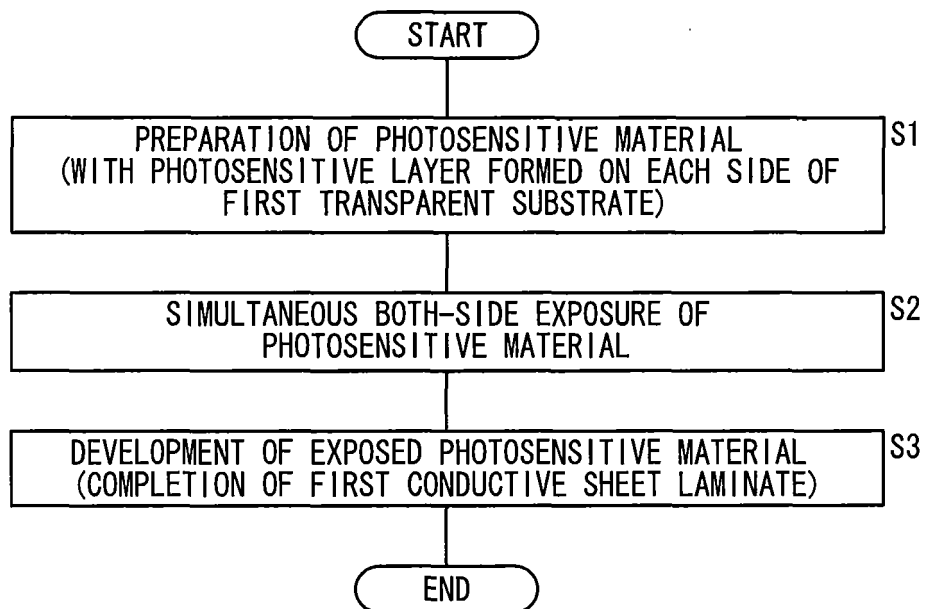 START
PREPARATION OF PHOTOSENSITIVE MATERIAL S1
(WITH PHOTOSENSITIVE LAYER FORMED ON EACH SIDE OF
FIRST TRANSPARENT SUBSTRATE)
SIMULTANEOUS BOTH-SIDE EXPOSURE OF S2
PHOTOSENSITIVE MATERIAL
DEVELOPMENT OF EXPOSED PHOTOSENSITIVE MATERIAL S3
(COMPLETION OF FIRST CONDUCTIVE SHEET LAMINATE)
END